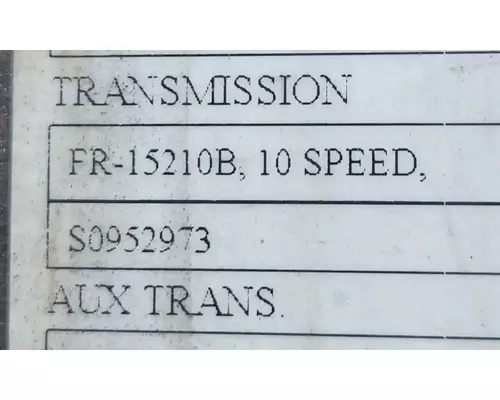 TRANSMISSION
FR-15210B, 10 SPEED,
S0952973
AUX TRANS.